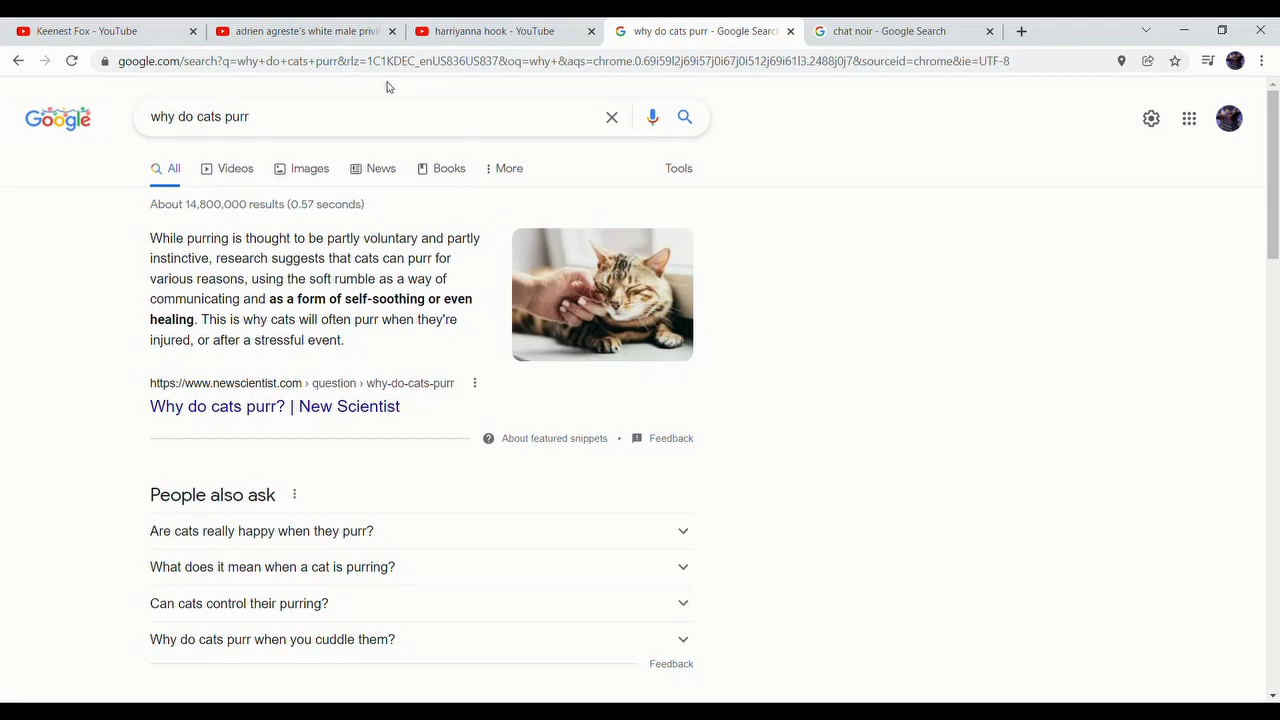 Keenest Fox - YouTube
adrien agreste's white male privil
harriyanna hook - YouTube
why do cats purr - Google Search
chat noir - Google Search
google.com/search?q=why+do+cats+purr&rlz=1C1KDEC_enUS836US837&oq=why+&aqs=chrome.0.69i59l2j69i57j0i67j0i512j69i61l3.2488j0j7&sourceid=chrome&ie=UTF-8
Google
why do cats purr
All
Videos
Images
News
Books
More
Tools
About 14,800,000 results (0.57 seconds)
While purring is thought to be partly voluntary and partly
instinctive, research suggests that cats can purr for
various reasons, using the soft rumble as a way of
communicating and as a form of self-soothing or even
healing. This is why cats will often purr when they're
injured, or after a stressful event.
https://www.newscientist.com › question › why-do-cats-purr
Why do cats purr? | New Scientist
About featured snippets • Feedback
People also ask
Are cats really happy when they purr?
What does it mean when a cat is purring?
Can cats control their purring?
Why do cats purr when you cuddle them?
Feedback